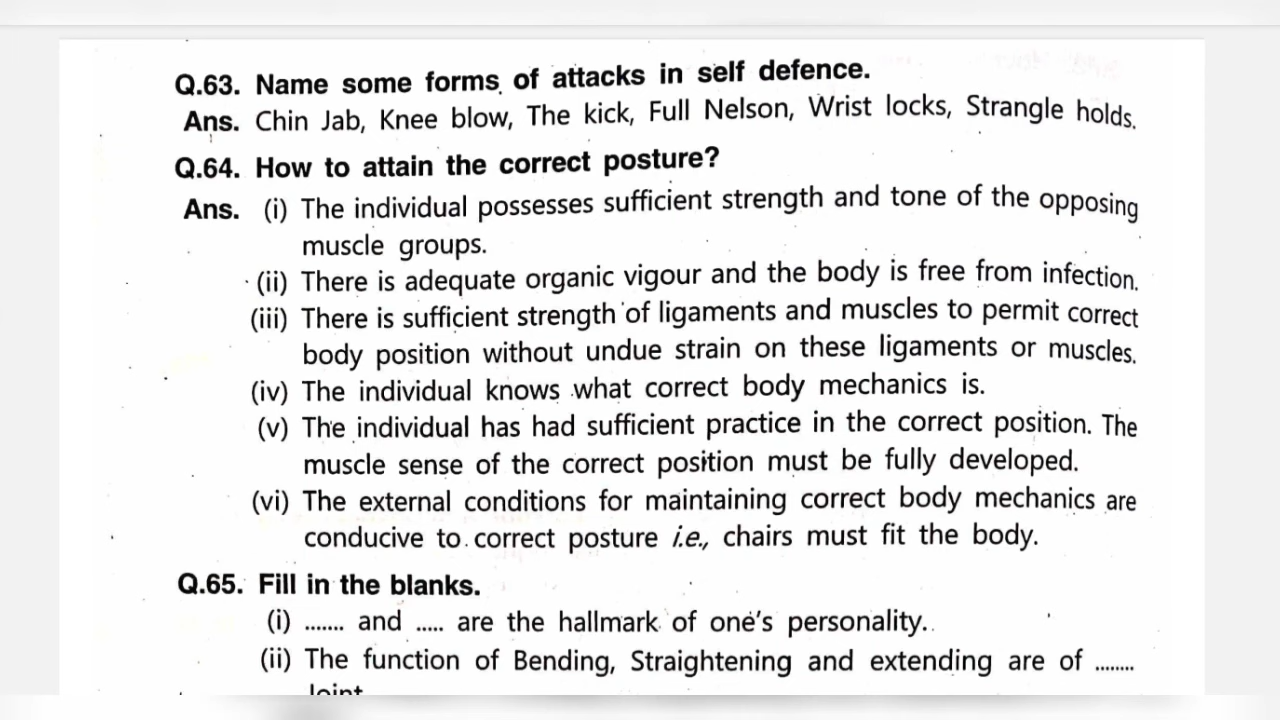 Q.63. Name some forms of attacks in self defence.
Ans. Chin Jab, Knee blow, The kick, Full Nelson, Wrist locks, Strangle holds.
Q.64. How to attain the correct posture?
Ans. (i) The individual possesses sufficient strength and tone of the opposing
muscle groups.
(ii) There is adequate organic vigour and the body is free from infection.
(iii) There is sufficient strength of ligaments and muscles to permit correct
body position without undue strain on these ligaments or muscles.
(iv) The individual knows what correct body mechanics is.
(v) The individual has had sufficient practice in the correct position. The
muscle sense of the correct position must be fully developed.
(vi) The external conditions for maintaining correct body mechanics are
conducive to correct posture i.e., chairs must fit the body.
Q.65. Fill in the blanks.
(i) ....... and ..... are the hallmark of one's personality.
(ii) The function of Bending, Straightening and extending are of ........
Joint